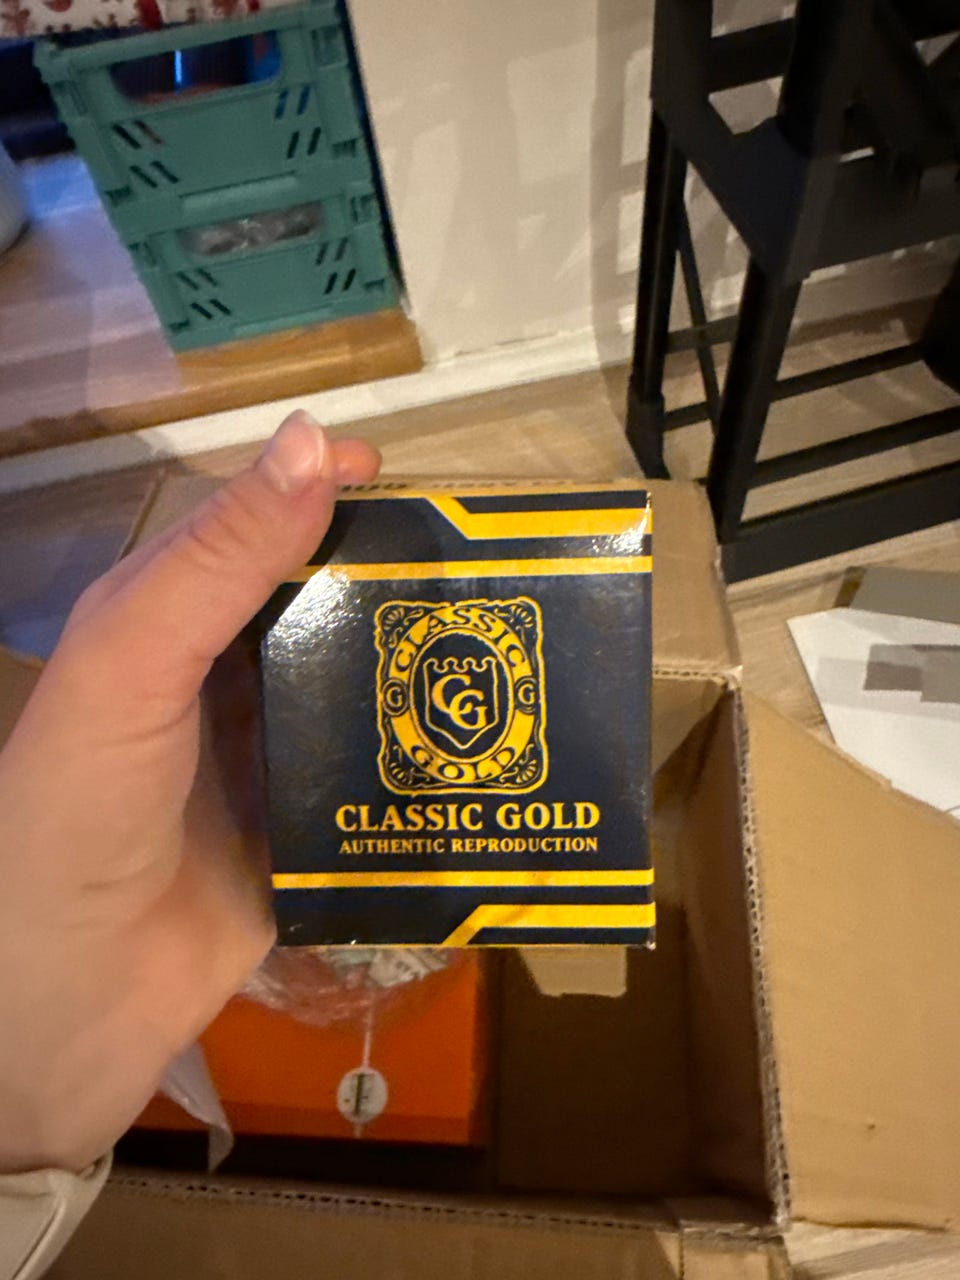 CLASSIC
G CG G
GOLD
CLASSIC GOLD
AUTHENTIC REPRODUCTION